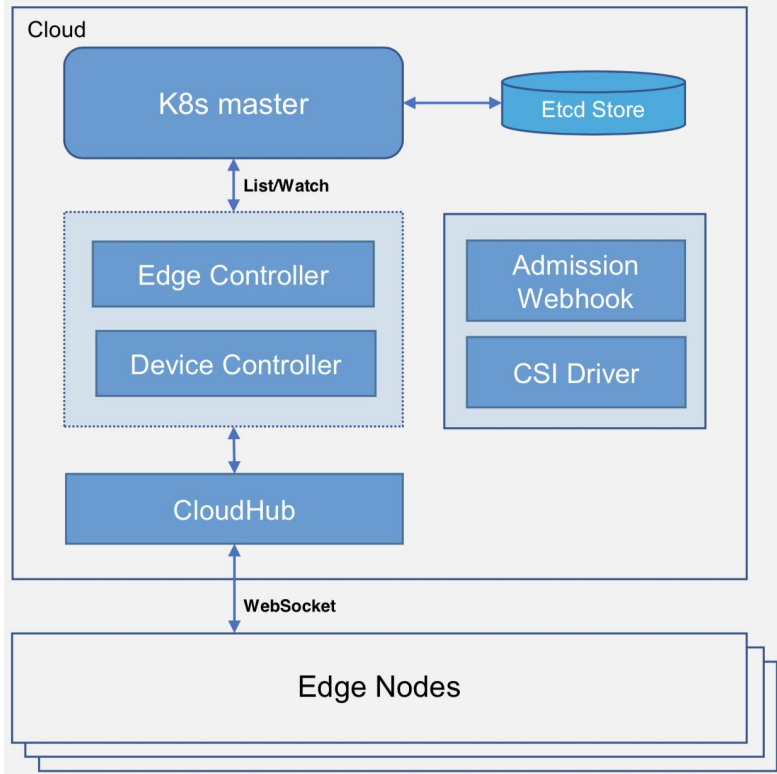 Cloud
K8s master
Etcd Store
List/Watch
Edge Controller
Device Controller
Admission
Webhook
CSI Driver
CloudHub
WebSocket
Edge Nodes